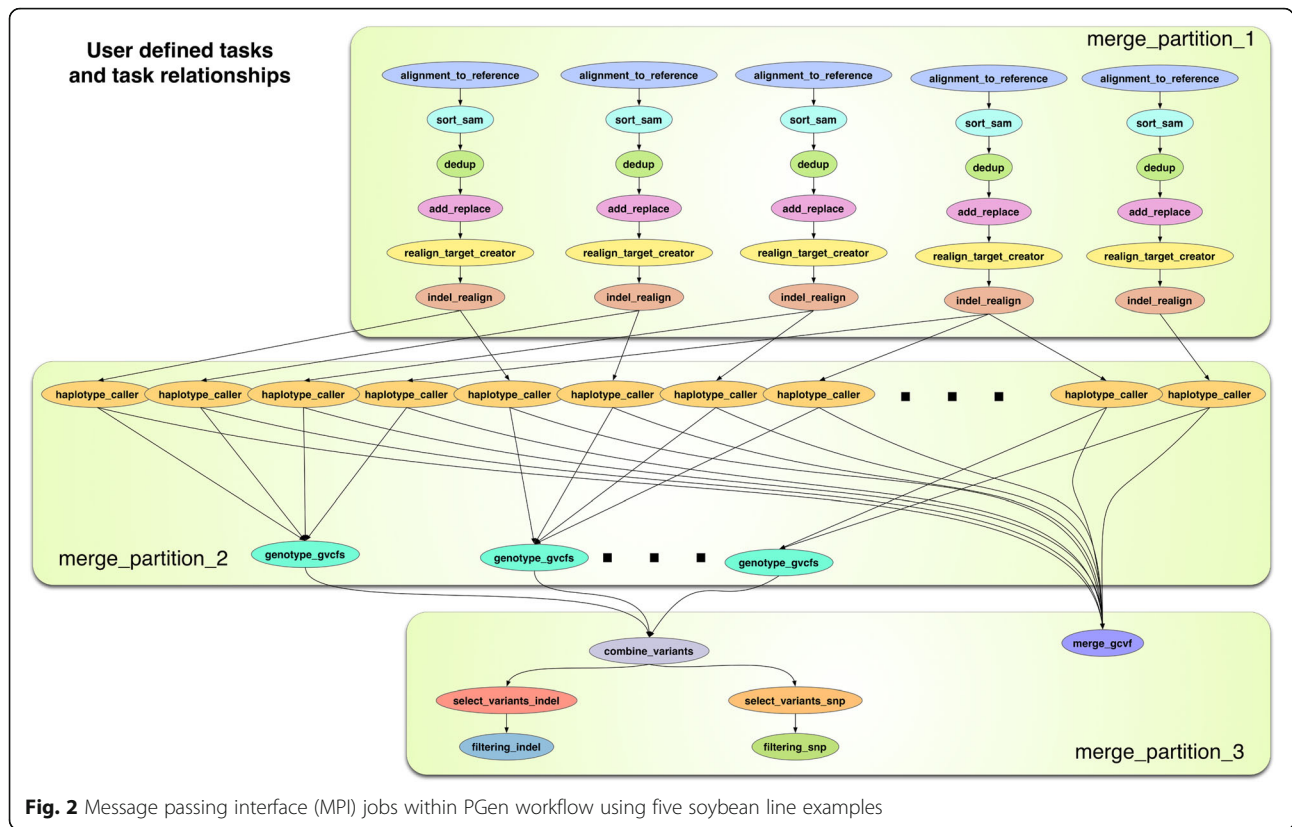 User defined tasks
and task relationships
merge_partition_1
alignment_to_reference alignment_to_reference alignment_to_reference alignment_to_reference alignment_to_reference
sort_sam sort_sam sort_sam sort_sam sort_sam
dedup dedup dedup dedup dedup
add_replace add_replace add_replace add_replace add_replace
realign_target_creator realign_target_creator realign_target_creator realign_target_creator realign_target_creator
indel_realign indel_realign indel_realign indel_realign indel_realign
haplotype_caller haplotype_caller haplotype_caller haplotype_caller haplotype_caller haplotype_caller haplotype_caller haplotype_caller haplotype_caller haplotype_caller
merge_partition_2
genotype_gvcfs genotype_gvcfs genotype_gvcfs
combine_variants merge_gcvf
select_variants_indel select_variants_snp
filtering_indel filtering_snp
merge_partition_3
Fig. 2 Message passing interface (MPI) jobs within PGen workflow using five soybean line examples